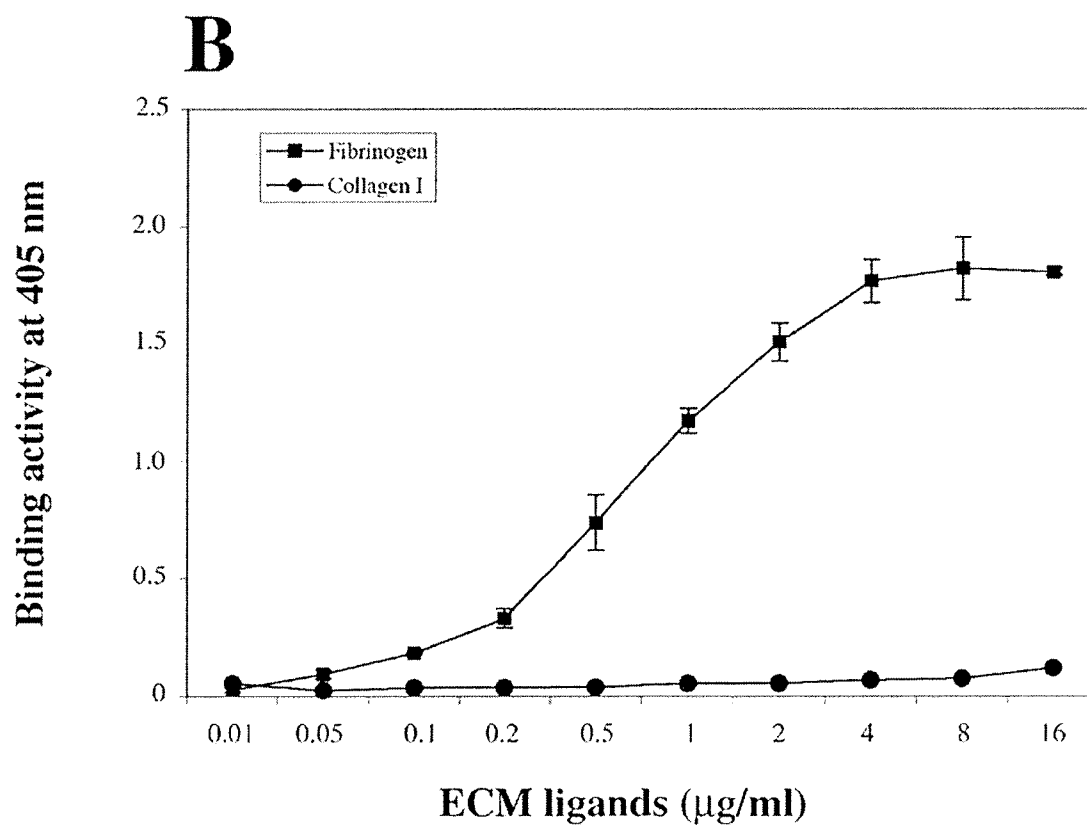 B
2.5
2.0
1.5
1.0
0.5
0
Fibrinogen
Collagen I
Binding activity at 405 nm
0.01 0.05 0.1 0.2 0.5 1 2 4 8 16
ECM ligands (µg/ml)